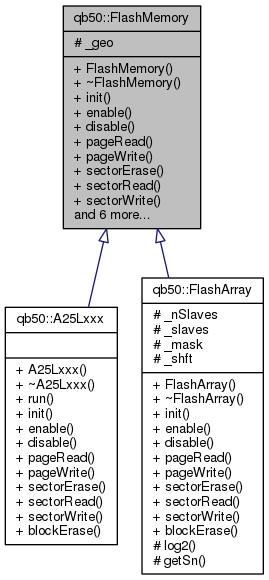 qb50::FlashMemory
# _geo
+ FlashMemory()
+ ~FlashMemory()
+ init()
+ enable()
+ disable()
+ pageRead()
+ pageWrite()
+ sectorErase()
+ sectorRead()
+ sectorWrite()
and 6 more...
qb50::A25Lxxx
+ A25Lxxx()
+ ~A25Lxxx()
+ run()
+ init()
+ enable()
+ disable()
+ pageRead()
+ pageWrite()
+ sectorErase()
+ sectorRead()
+ sectorWrite()
+ blockErase()
qb50::FlashArray
# _nSlaves
# _slaves
# _mask
# _shft
+ FlashArray()
+ ~FlashArray()
+ init()
+ enable()
+ disable()
+ pageRead()
+ pageWrite()
+ sectorErase()
+ sectorRead()
+ sectorWrite()
+ blockErase()
# log2()
# getSn()